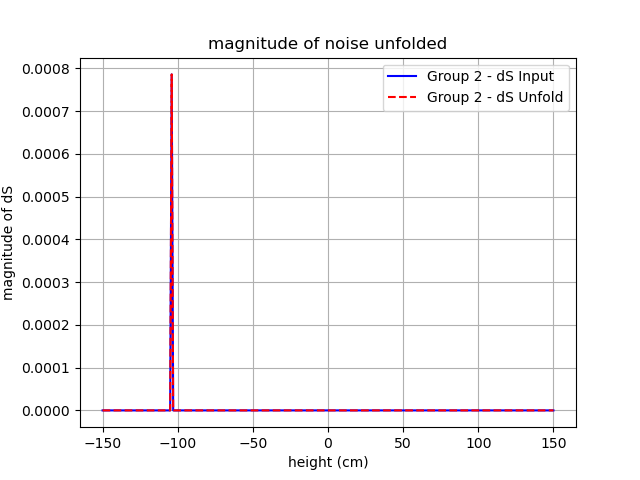 magnitude of noise unfolded
Group 2 - dS Input
Group 2 - dS Unfold
magnitude of dS
0.0008
0.0007
0.0006
0.0005
0.0004
0.0003
0.0002
0.0001
0.0000
−150 −100 −50 0 50 100 150
height (cm)